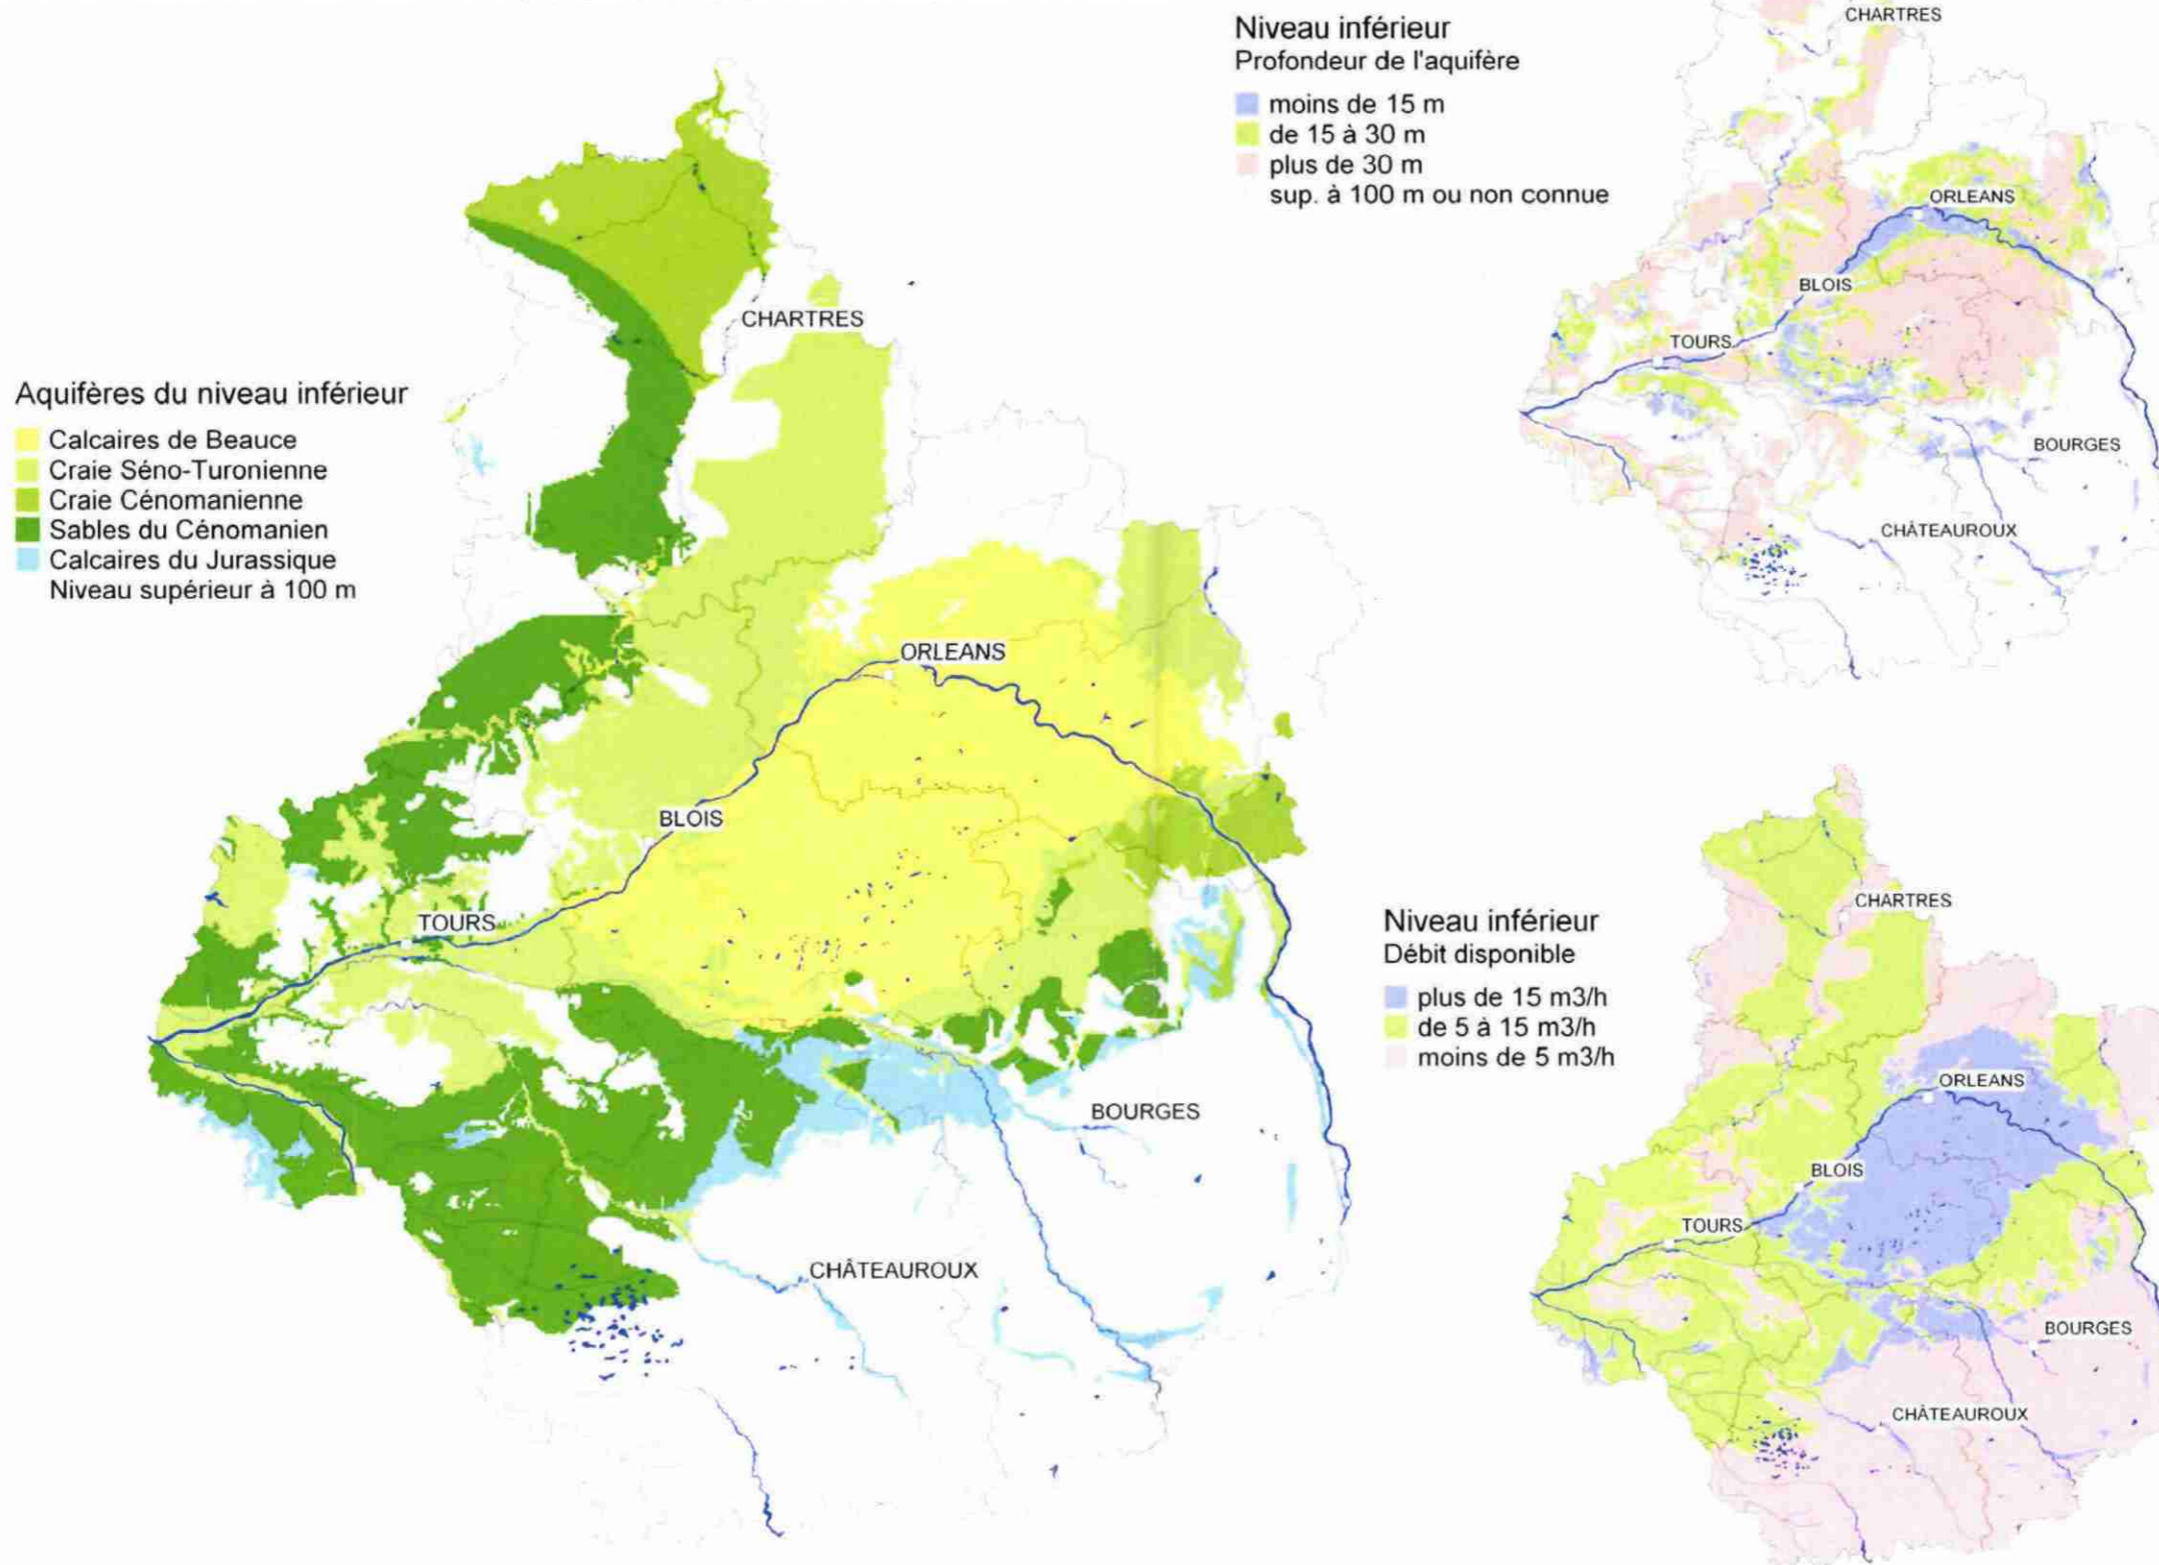 Aquifères du niveau inférieur
Calcaires de Beauce
Craie Séno-Turonienne
Craie Cénomanienne
Sables du Cénomanien
Calcaires du Jurassique
Niveau supérieur à 100 m
CHARTRES
ORLEANS
BLOIS
TOURS
BOURGES
CHÂTEAUROUX
Niveau inférieur
Profondeur de l'aquifère
moins de 15 m
de 15 à 30 m
plus de 30 m
sup. à 100 m ou non connue
CHARTRES
ORLEANS
BLOIS
TOURS
BOURGES
CHÂTEAUROUX
Niveau inférieur
Débit disponible
plus de 15 m3/h
de 5 à 15 m3/h
moins de 5 m3/h
CHARTRES
ORLEANS
BLOIS
TOURS
BOURGES
CHÂTEAUROUX